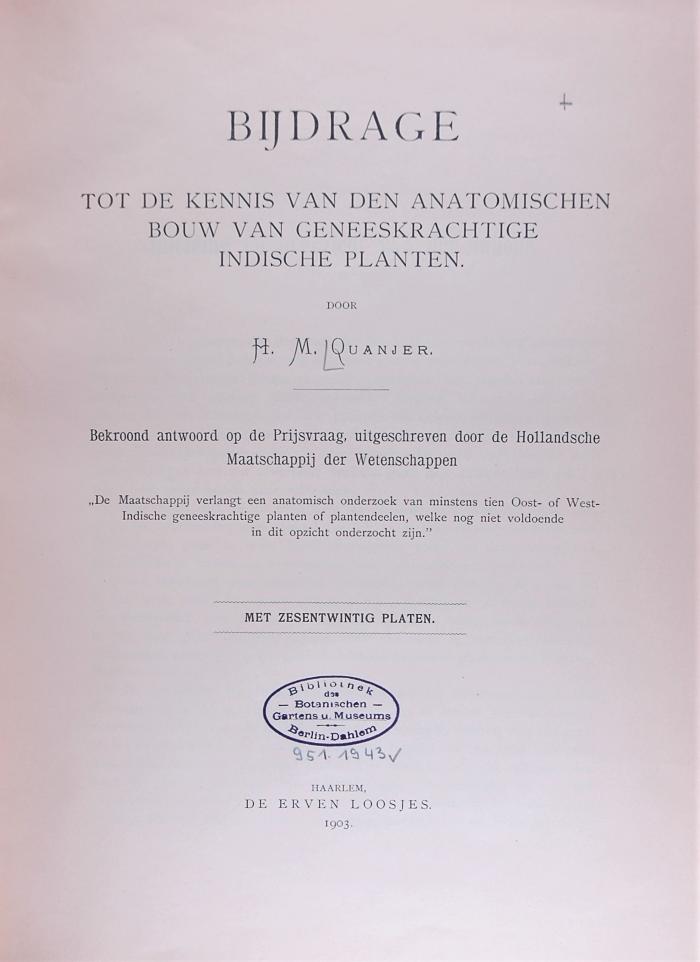 BIJDRAGE
TOT DE KENNIS VAN DEN ANATOMISCHEN
BOUW VAN GENEESKRACHTIGE
INDISCHE PLANTEN.
DOOR
H. M. QUANJER.
Bekroond antwoord op de Prijsvraag, uitgeschreven door de Hollandsche
Maatschappij der Wetenschappen
„De Maatschappij verlangt een anatomisch onderzoek van minstens tien Oost- of West-
Indische geneeskrachtige planten of plantendeelen, welke nog niet voldoende
in dit opzicht onderzocht zijn.”
MET ZESENTWINTIG PLATEN.
Bibliothek
des
— Botanischen —
Gartens u. Museums
Berlin-Dahlem
951. 1943
HAARLEM,
DE ERVEN LOOSJES.
1903.